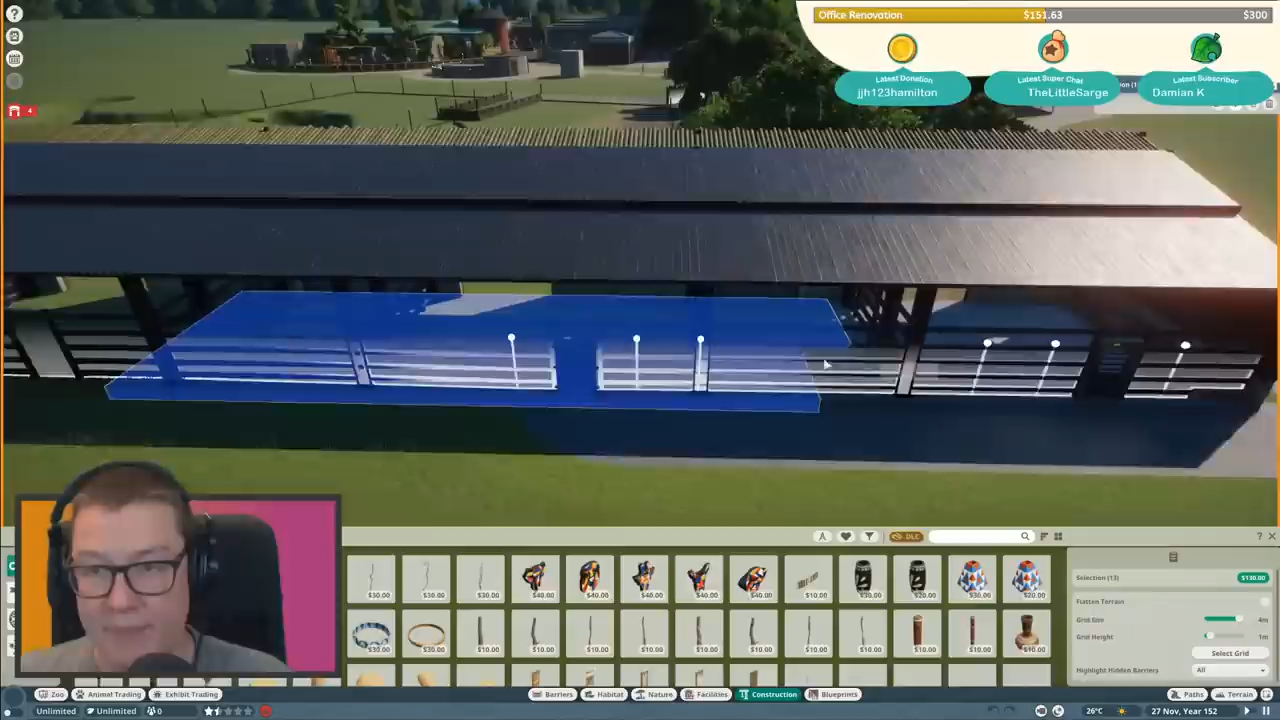 ?
Office Renovation $151.63 $300
4
Latest Donation Latest Super Chat Latest Subscriber
jjh123hamilton TheLittleSarge Damian K
DLC
? ×
$30.00 $30.00 $30.00 $40.00 $40.00 $40.00 $40.00 $40.00 $10.00 $30.00 $20.00 $30.00 $20.00
Selection (13) $130.00
Flatten Terrain
Grid Size 4m
Grid Height 1m
$30.00 $30.00 $10.00 $10.00 $10.00 $10.00 $10.00 $10.00 $10.00 $10.00 $10.00 $10.00 $10.00
Select Grid
Highlight Hidden Barriers All
Zoo Animal Trading Exhibit Trading Barriers Habitat Nature Facilities Construction Blueprints Paths Terrain
Unlimited Unlimited 0 26°C 27 Nov, Year 152